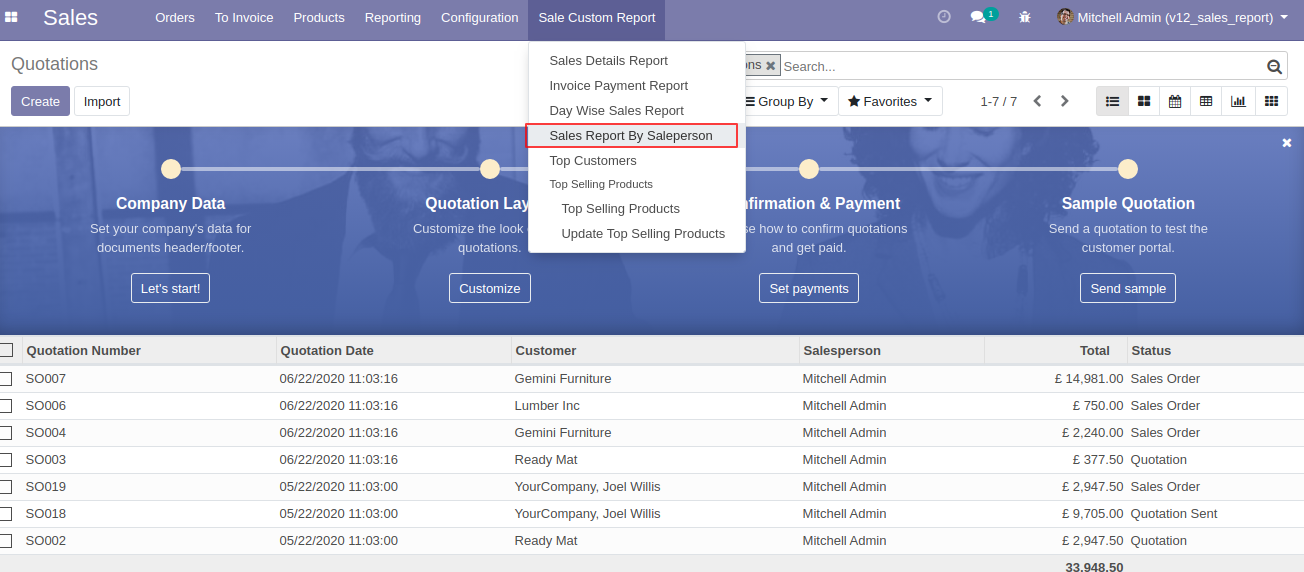 Sales Orders To Invoice Products Reporting Configuration Sale Custom Report 1 Mitchell Admin (v12_sales_report)
Quotations
ons Search...
Create Import
Group By Favorites 1-7 / 7
Sales Details Report
Invoice Payment Report
Day Wise Sales Report
Sales Report By Saleperson
Top Customers
Top Selling Products
Top Selling Products
Update Top Selling Products
Company Data
Set your company's data for
documents header/footer.
Let's start!
Quotation Lay
Customize the look
quotations.
Customize
nfirmation & Payment
se how to confirm quotations
and get paid.
Set payments
Sample Quotation
Send a quotation to test the
customer portal.
Send sample
Quotation Number Quotation Date Customer Salesperson Total Status
SO007 06/22/2020 11:03:16 Gemini Furniture Mitchell Admin £ 14,981.00 Sales Order
SO006 06/22/2020 11:03:16 Lumber Inc Mitchell Admin £ 750.00 Sales Order
SO004 06/22/2020 11:03:16 Gemini Furniture Mitchell Admin £ 2,240.00 Sales Order
SO003 06/22/2020 11:03:16 Ready Mat Mitchell Admin £ 377.50 Quotation
SO019 05/22/2020 11:03:00 YourCompany, Joel Willis Mitchell Admin £ 2,947.50 Sales Order
SO018 05/22/2020 11:03:00 YourCompany, Joel Willis Mitchell Admin £ 9,705.00 Quotation Sent
SO002 05/22/2020 11:03:00 Ready Mat Mitchell Admin £ 2,947.50 Quotation
33,948.50